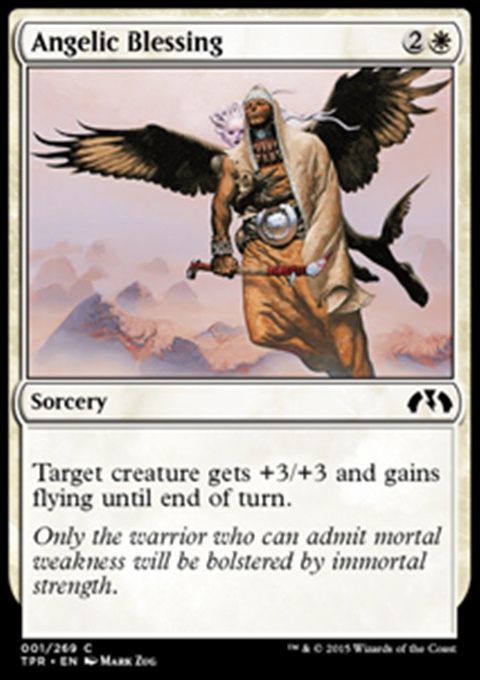 Angelic Blessing 2
Sorcery
Target creature gets +3/+3 and gains
flying until end of turn.
Only the warrior who can admit mortal
weakness will be bolstered by immortal
strength.
001/269 C
TPR • EN Mark Zug
™ & © 2015 Wizards of the Coast